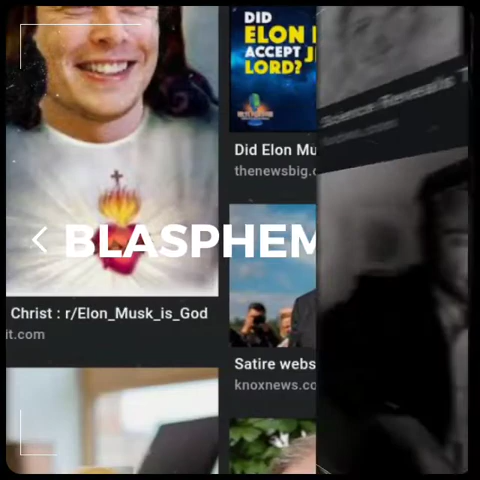 DID
ELON
ACCEPT
LORD?
Did Elon Mu
thenewsbig.c
BLASPHEM
Christ : r/Elon_Musk_is_God
it.com
Satire webs
knoxnews.co